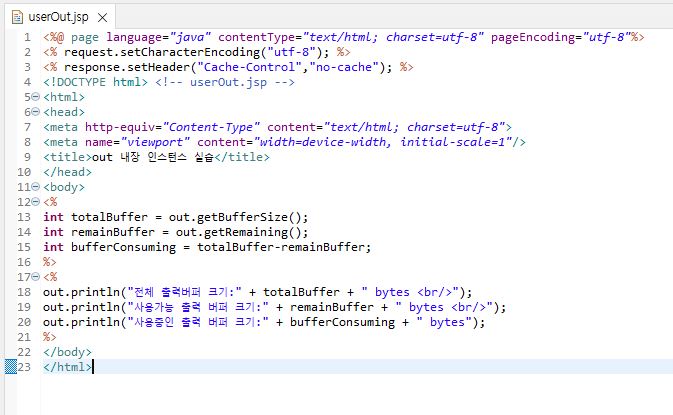 userOut.jsp
1 <%@ page language="java" contentType="text/html; charset=utf-8" pageEncoding="utf-8"%>
2 <% request.setCharacterEncoding("utf-8"); %>
3 <% response.setHeader("Cache-Control","no-cache"); %>
4 <!DOCTYPE html> <!-- userOut.jsp -->
5 <html>
6 <head>
7 <meta http-equiv="Content-Type" content="text/html; charset=utf-8">
8 <meta name="viewport" content="width=device-width, initial-scale=1"/>
9 <title>out 내장 인스턴스 실습</title>
10 </head>
11 <body>
12 <%
13 int totalBuffer = out.getBufferSize();
14 int remainBuffer = out.getRemaining();
15 int bufferConsuming = totalBuffer-remainBuffer;
16 %>
17 <%
18 out.println("전체 출력버퍼 크기:" + totalBuffer + " bytes <br/>");
19 out.println("사용가능 출력 버퍼 크기:" + remainBuffer + " bytes <br/>");
20 out.println("사용중인 출력 버퍼 크기:" + bufferConsuming + " bytes");
21 %>
22 </body>
23 </html>